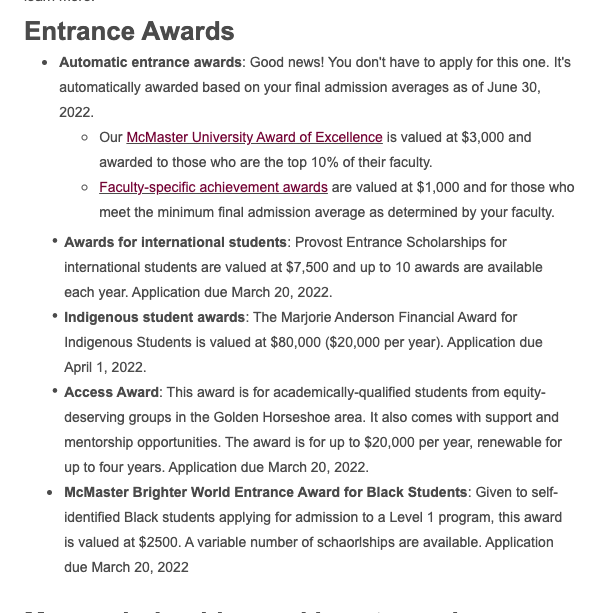 Entrance Awards
• Automatic entrance awards: Good news! You don't have to apply for this one. It's
automatically awarded based on your final admission averages as of June 30,
2022.
○ Our McMaster University Award of Excellence is valued at $3,000 and
awarded to those who are the top 10% of their faculty.
○ Faculty-specific achievement awards are valued at $1,000 and for those who
meet the minimum final admission average as determined by your faculty.
• Awards for international students: Provost Entrance Scholarships for
international students are valued at $7,500 and up to 10 awards are available
each year. Application due March 20, 2022.
• Indigenous student awards: The Marjorie Anderson Financial Award for
Indigenous Students is valued at $80,000 ($20,000 per year). Application due
April 1, 2022.
• Access Award: This award is for academically-qualified students from equity-
deserving groups in the Golden Horseshoe area. It also comes with support and
mentorship opportunities. The award is for up to $20,000 per year, renewable for
up to four years. Application due March 20, 2022.
• McMaster Brighter World Entrance Award for Black Students: Given to self-
identified Black students applying for admission to a Level 1 program, this award
is valued at $2500. A variable number of schaorlships are available. Application
due March 20, 2022